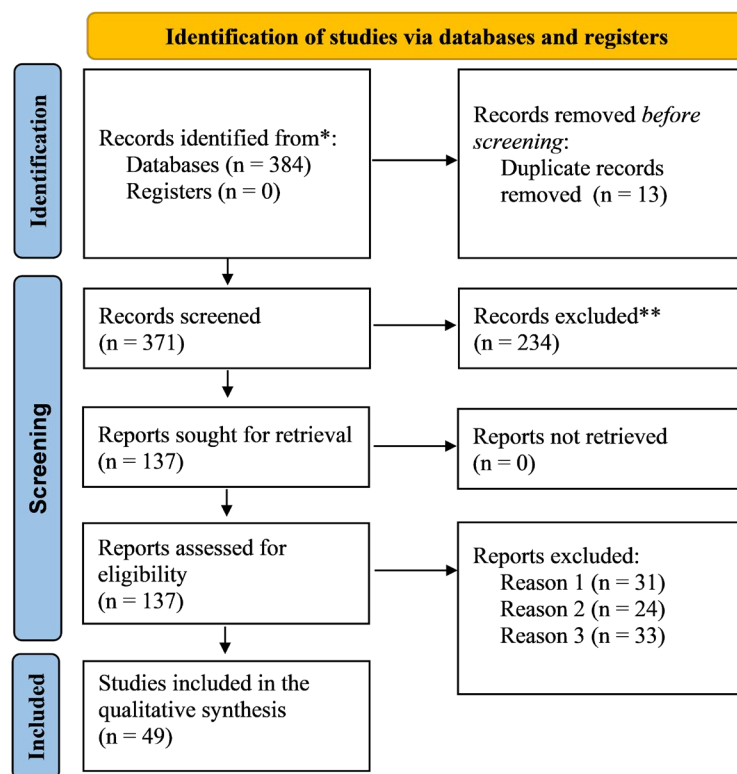 Identification of studies via databases and registers
Identification
Records identified from*:
Databases (n = 384)
Registers (n = 0)
Records removed before
screening:
Duplicate records
removed (n = 13)
Screening
Records screened
(n = 371)
Records excluded**
(n = 234)
Reports sought for retrieval
(n = 137)
Reports not retrieved
(n = 0)
Reports assessed for
eligibility
(n = 137)
Reports excluded:
Reason 1 (n = 31)
Reason 2 (n = 24)
Reason 3 (n = 33)
Included
Studies included in the
qualitative synthesis
(n = 49)